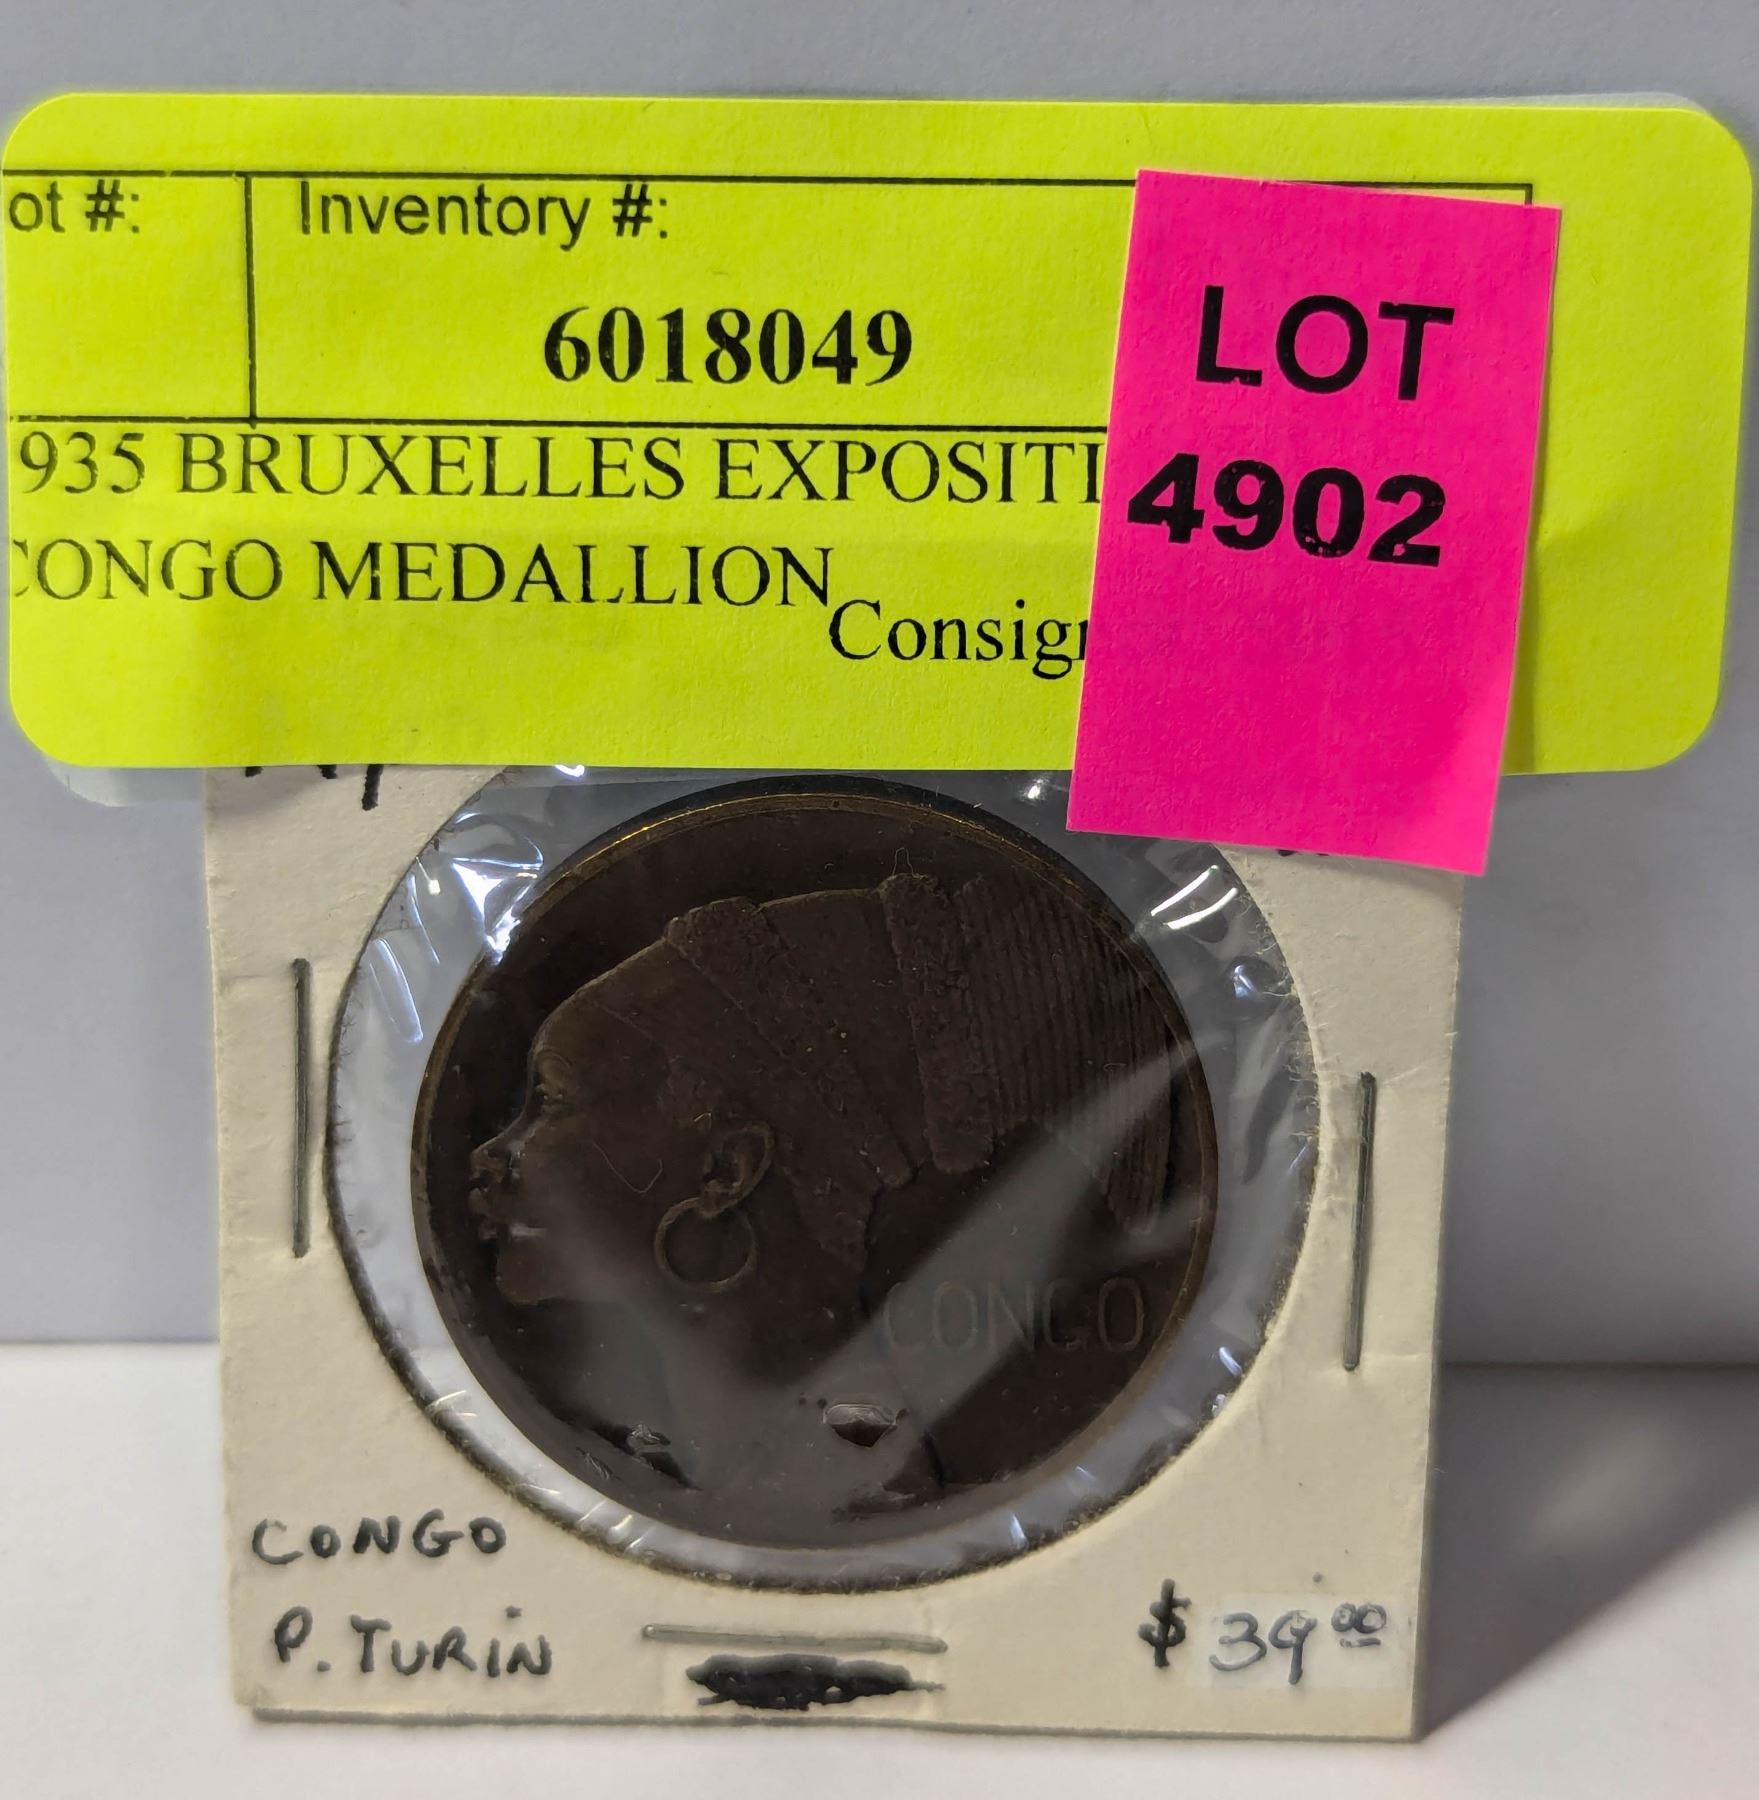 ot #:
Inventory #:
6018049
LOT
4902
935 BRUXELLES EXPOSITI
CONGO MEDALLION
Consign
CONGO
CONGO
P. TURIN
$ 39.00